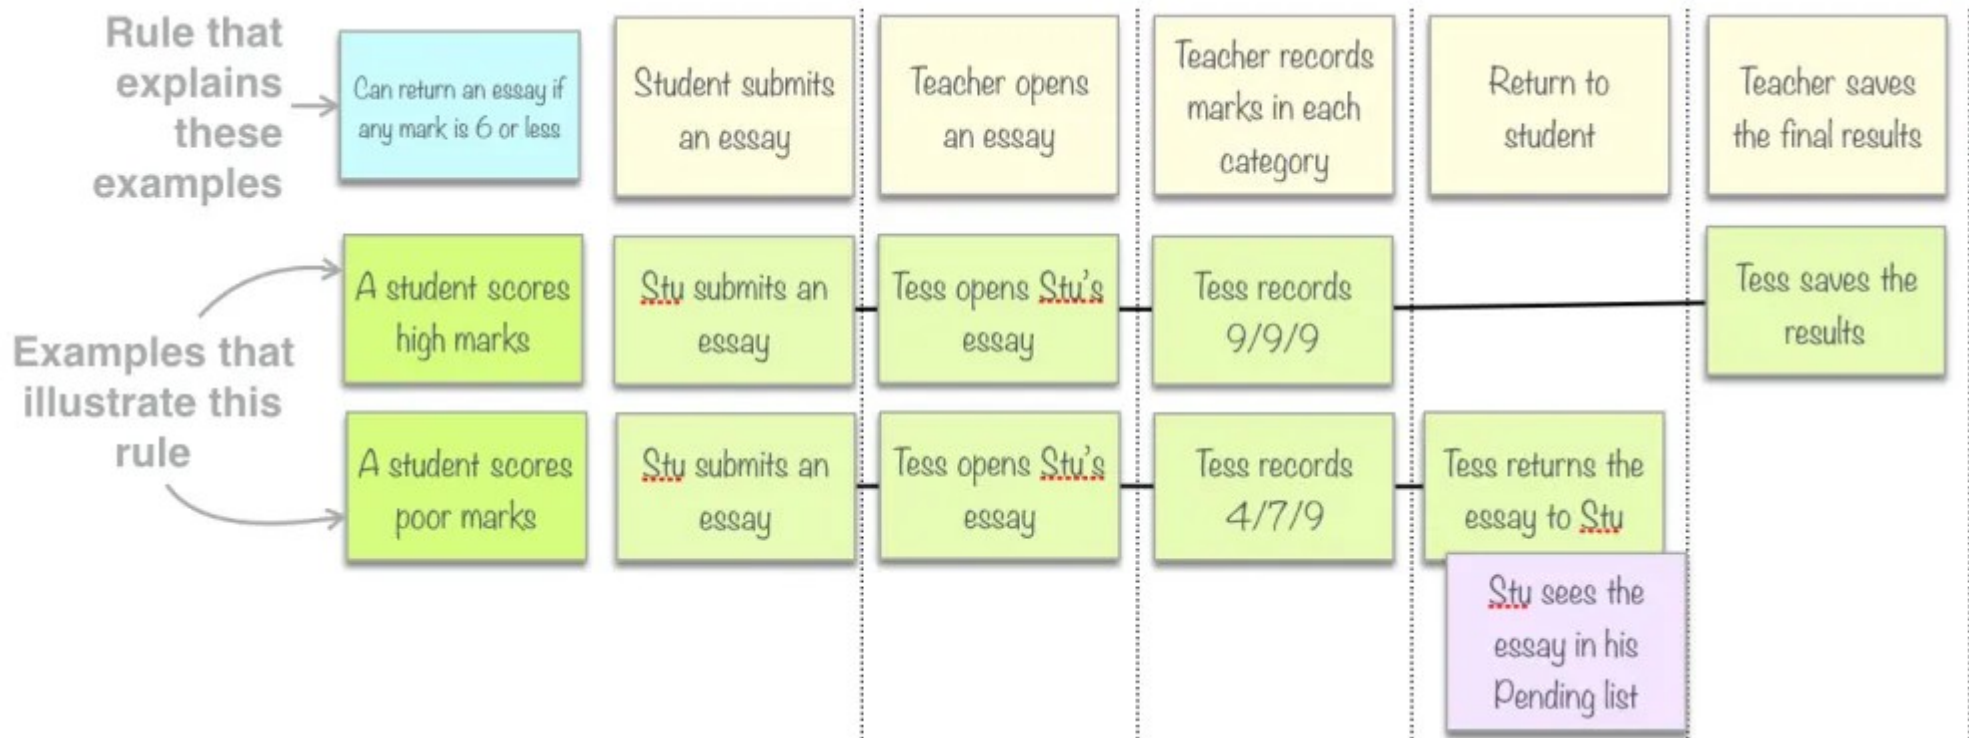 Rule that
explains
these
examples
Can return an essay if
any mark is 6 or less
Student submits
an essay
Teacher opens
an essay
Teacher records
marks in each
category
Return to
student
Teacher saves
the final results
Examples that
illustrate this
rule
A student scores
high marks
Stu submits an
essay
Tess opens Stu's
essay
Tess records
9/9/9
Tess saves the
results
A student scores
poor marks
Stu submits an
essay
Tess opens Stu's
essay
Tess records
4/7/9
Tess returns the
essay to Stu
Stu sees the
essay in his
Pending list